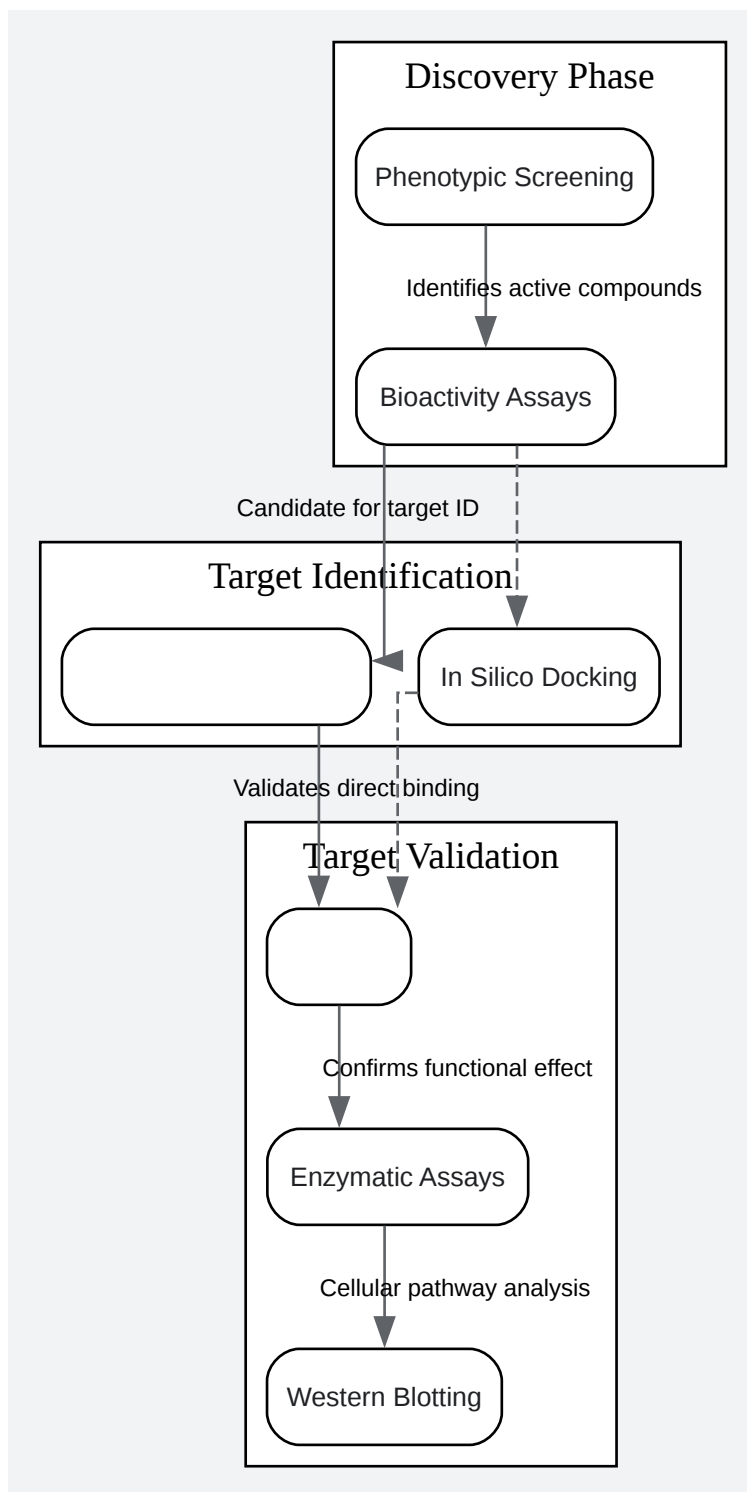 Discovery Phase
Phenotypic Screening
Identifies active compounds
Bioactivity Assays
Candidate for target ID
Target Identification
In Silico Docking
Validates direct binding
Target Validation
Confirms functional effect
Enzymatic Assays
Cellular pathway analysis
Western Blotting